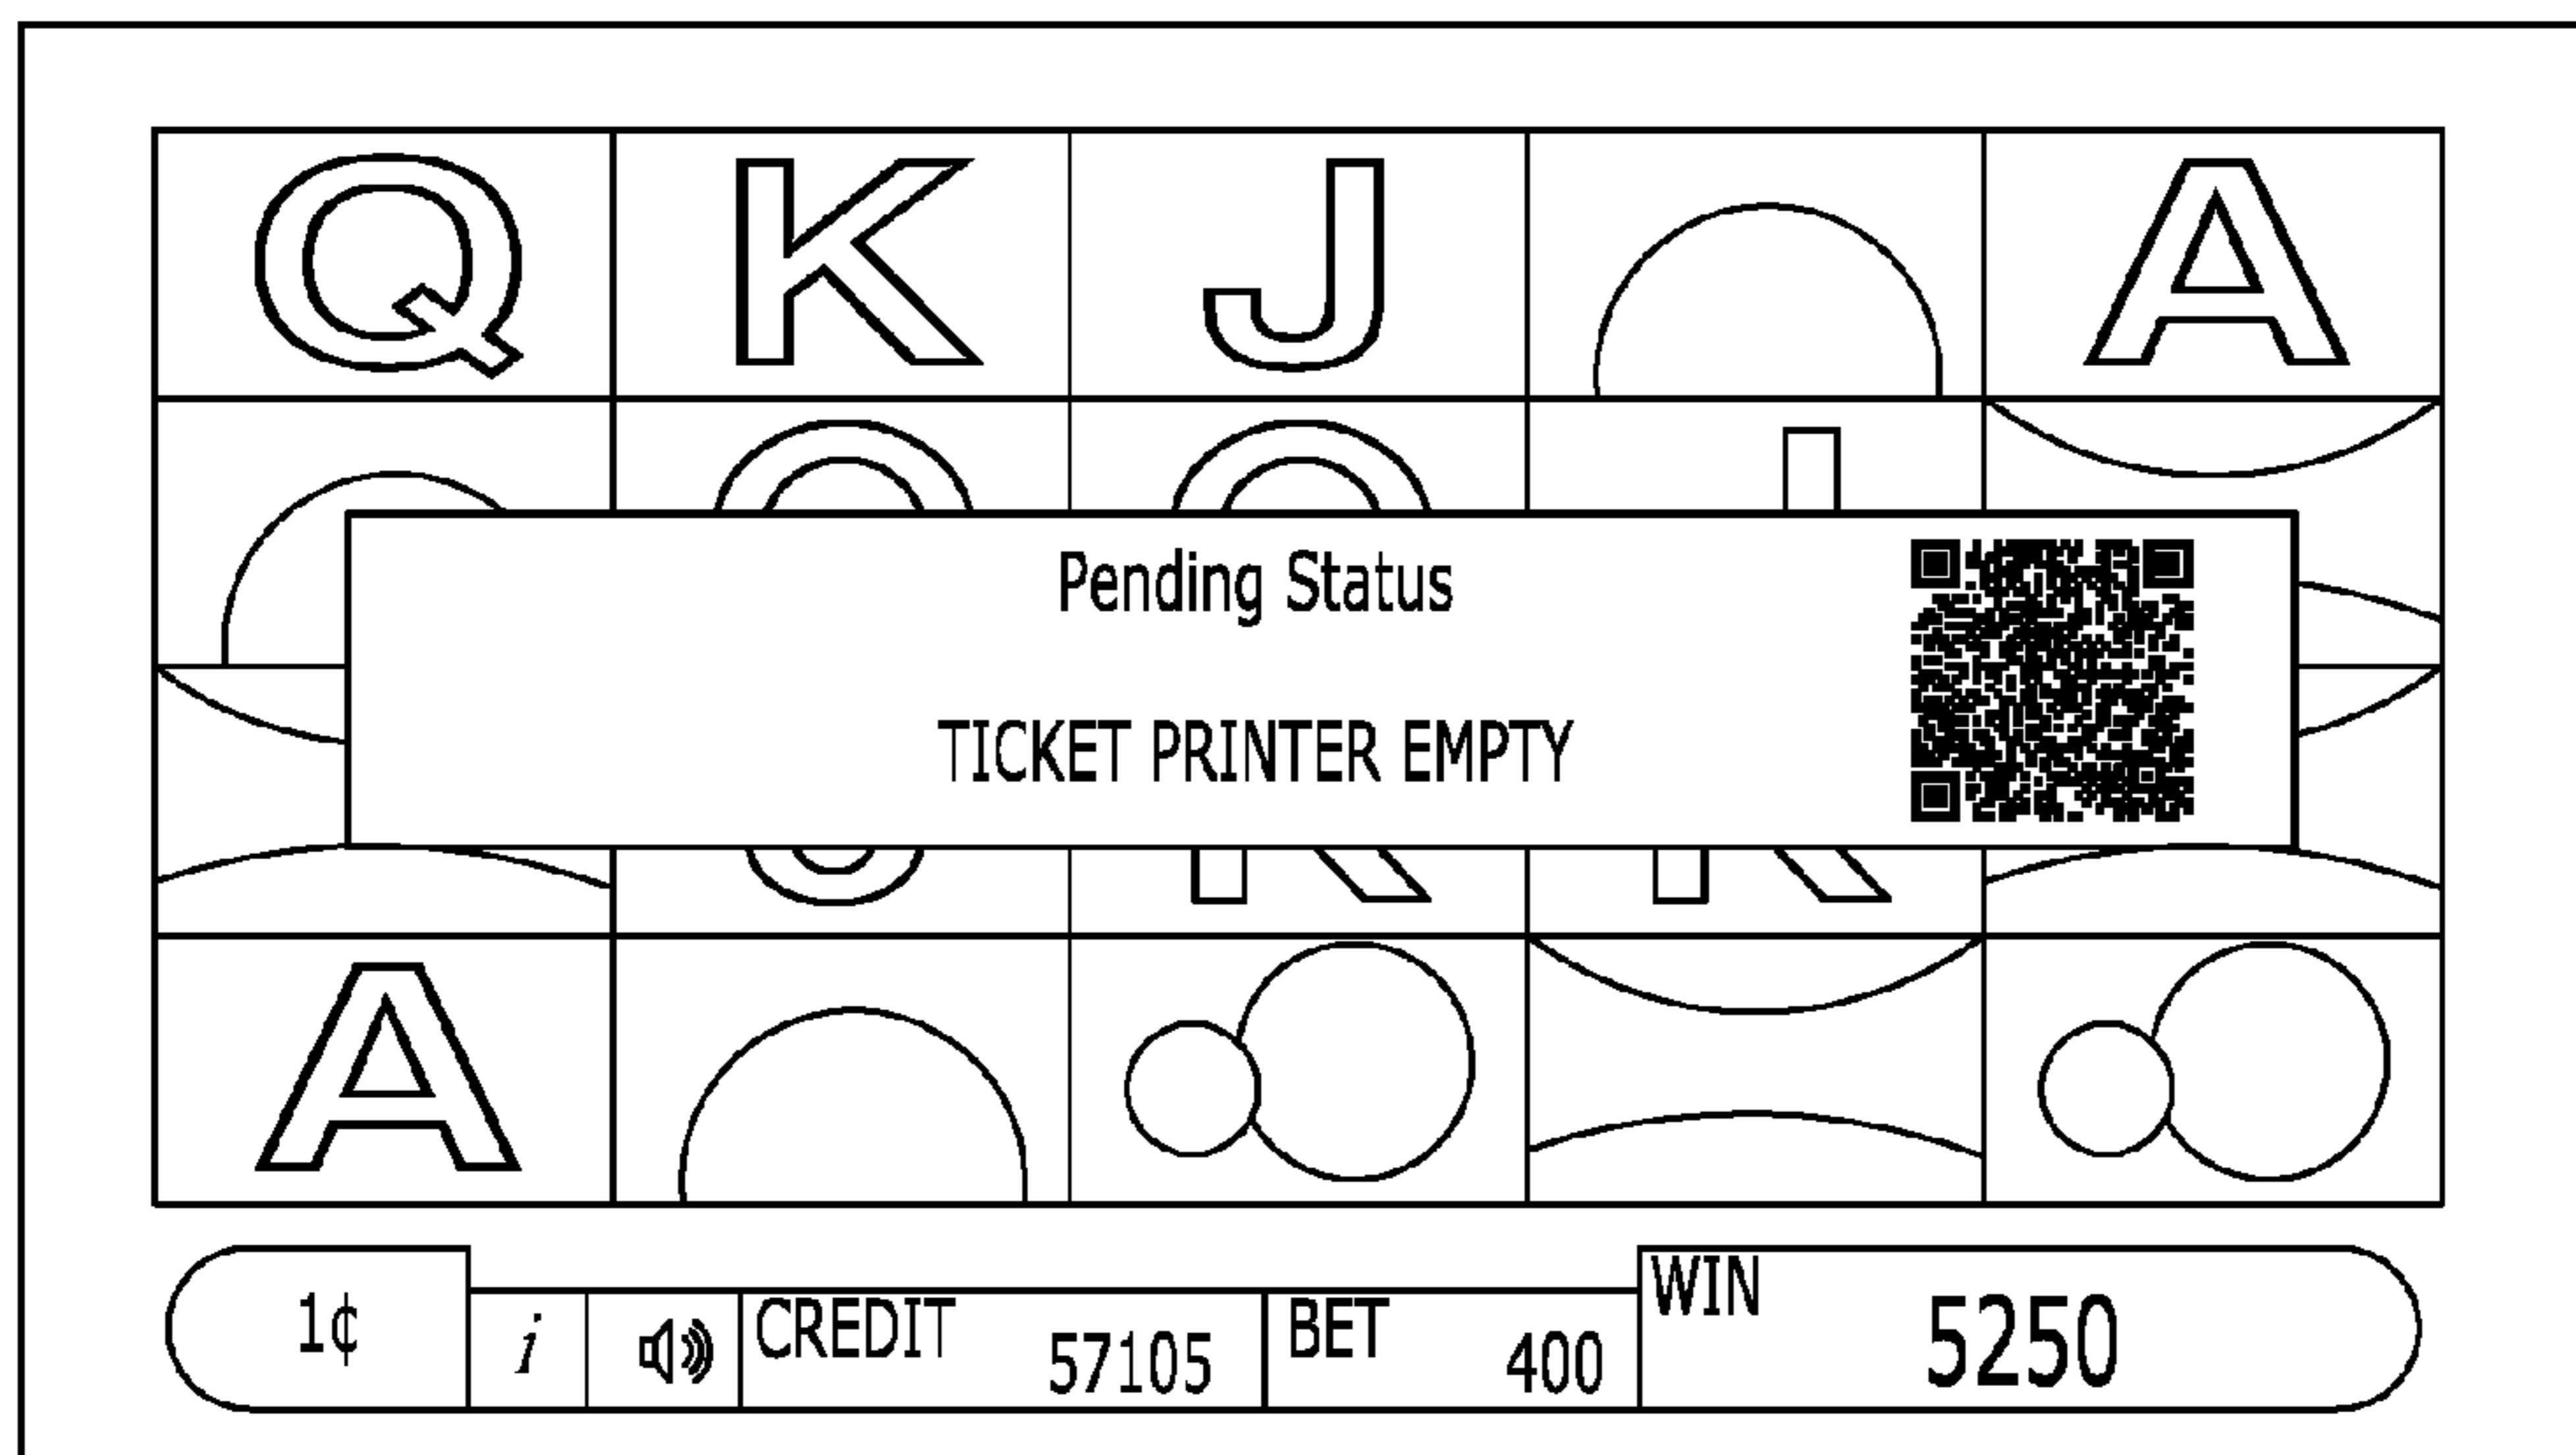 Q K J A
Pending Status
TICKET PRINTER EMPTY
A
1¢ i CREDIT 57105 BET 400 WIN 5250